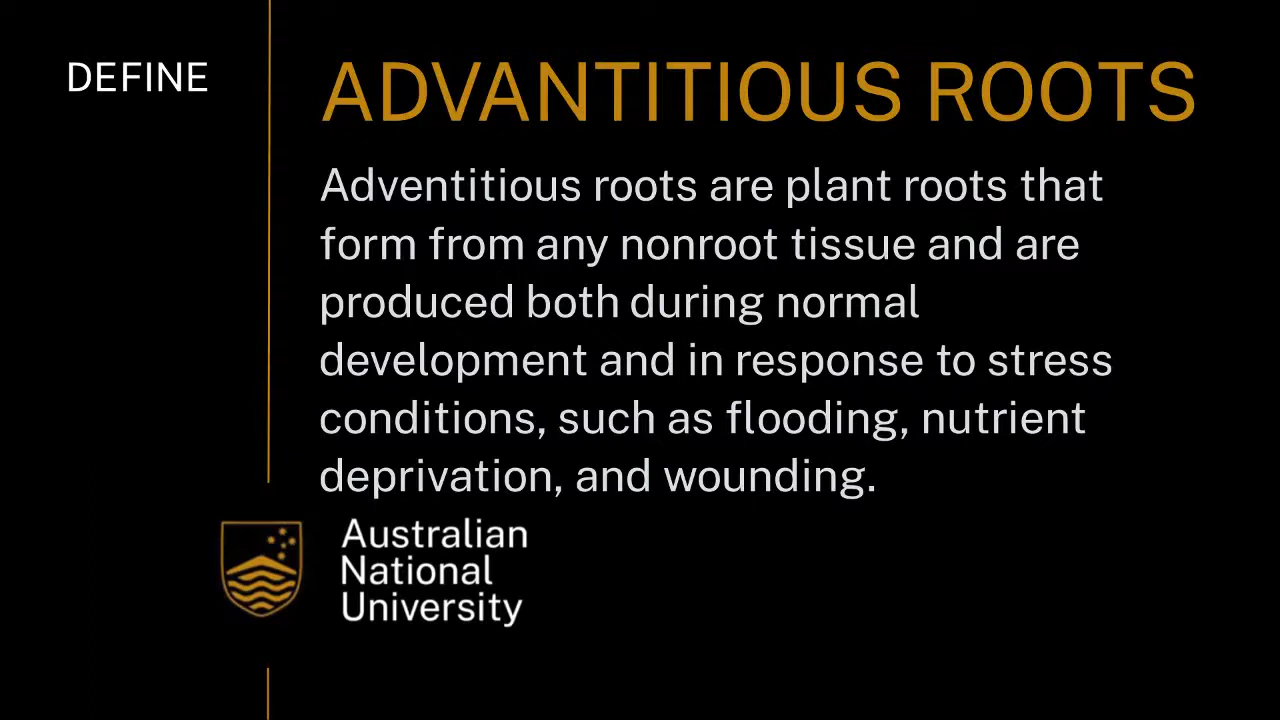 DEFINE
ADVANTITIOUS ROOTS
Adventitious roots are plant roots that
form from any nonroot tissue and are
produced both during normal
development and in response to stress
conditions, such as flooding, nutrient
deprivation, and wounding.
Australian
National
University